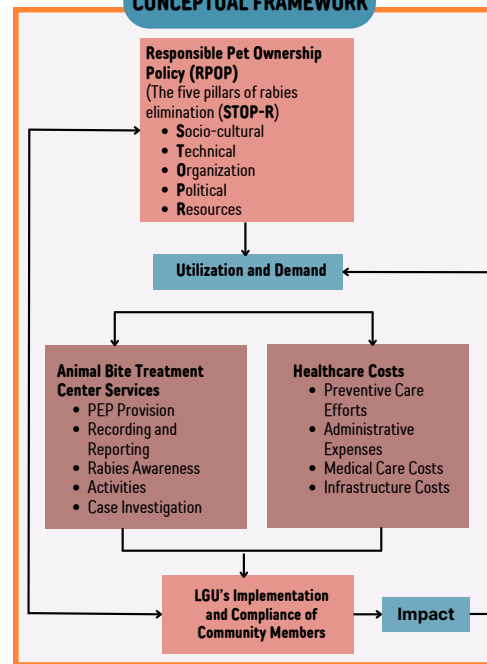 CONCEPTUAL FRAMEWORK
Responsible Pet Ownership
Policy (RPOP)
(The five pillars of rabies
elimination (STOP-R)
• Socio-cultural
• Technical
• Organization
• Political
• Resources
Utilization and Demand
Animal Bite Treatment
Center Services
• PEP Provision
• Recording and
Reporting
• Rabies Awareness
• Activities
• Case Investigation
Healthcare Costs
• Preventive Care
Efforts
• Administrative
Expenses
• Medical Care Costs
• Infrastructure Costs
LGU's Implementation
and Compliance of
Community Members
Impact